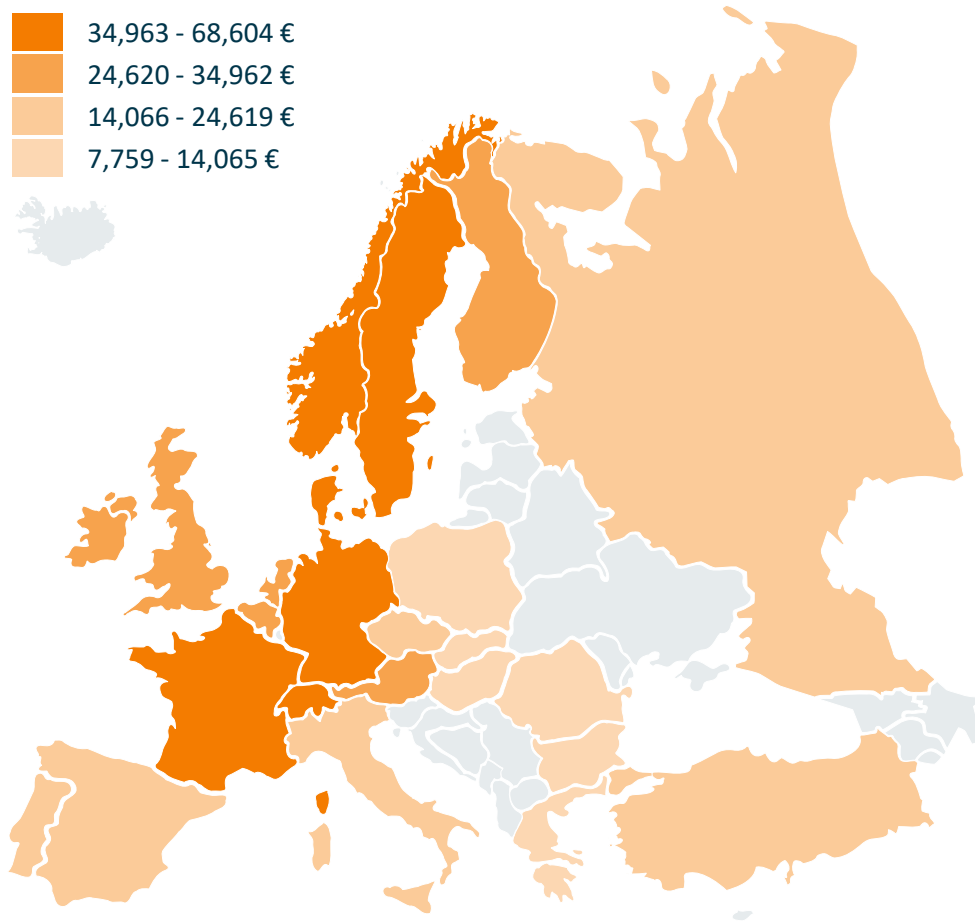 34,963 - 68,604 €
24,620 - 34,962 €
14,066 - 24,619 €
7,759 - 14,065 €